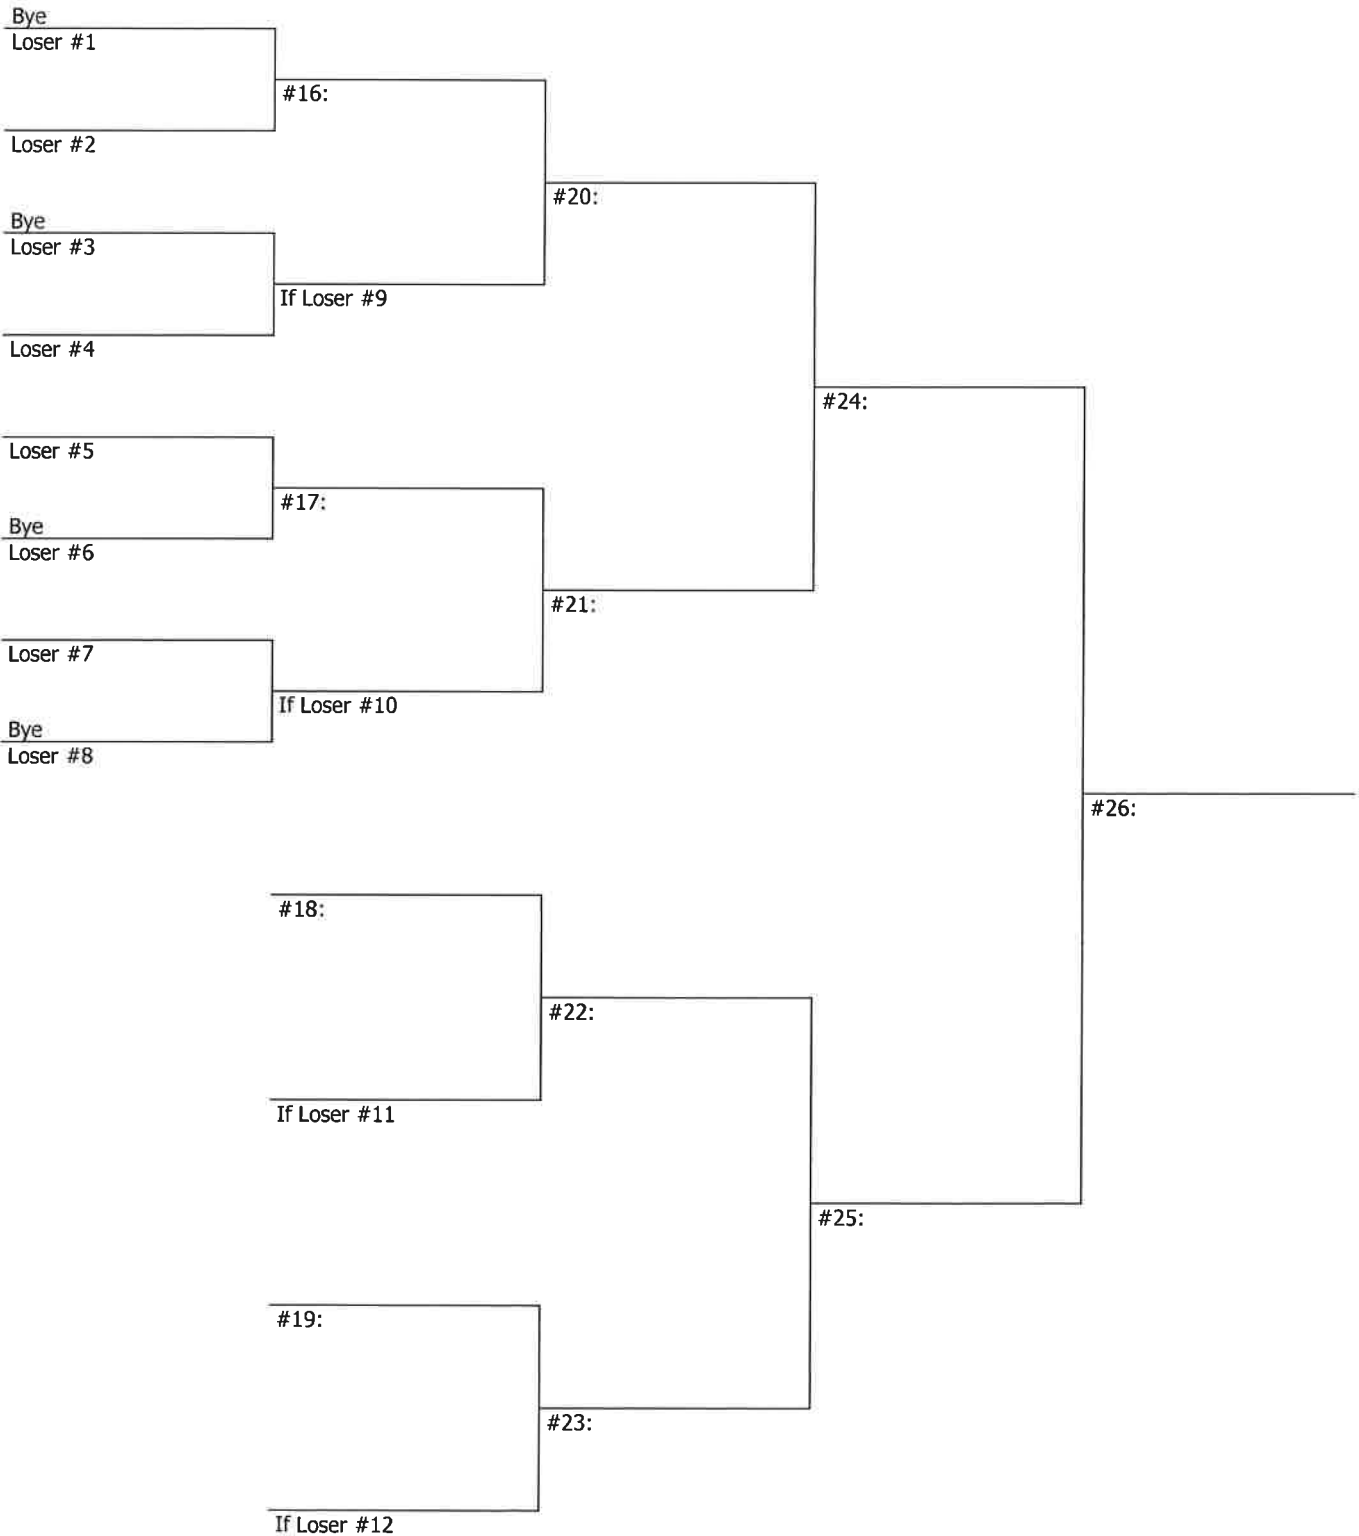 Bye
Loser #1
#16:
Loser #2
#20:
Bye
Loser #3
If Loser #9
Loser #4
#24:
Loser #5
#17:
Bye
Loser #6
#21:
Loser #7
If Loser #10
Bye
Loser #8
#26:
#18:
#22:
If Loser #11
#25:
#19:
#23:
If Loser #12